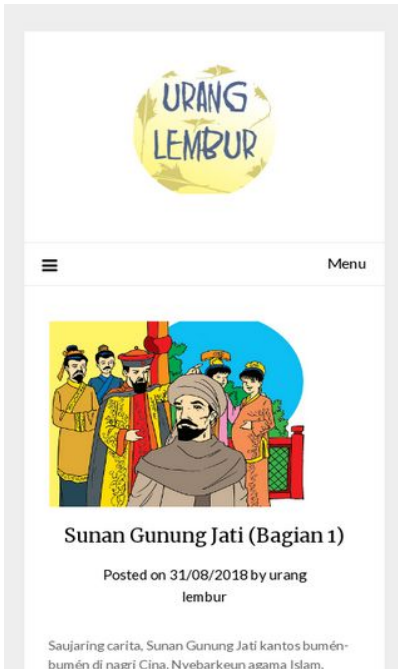 URANG
LEMBUR
Menu
Sunan Gunung Jati (Bagian 1)
Posted on 31/08/2018 by urang
lembur
Saujaring carita, Sunan Gunung Jati kantos bumén-
bumén di nagri Cina. Nyebarkeun agama Islam.